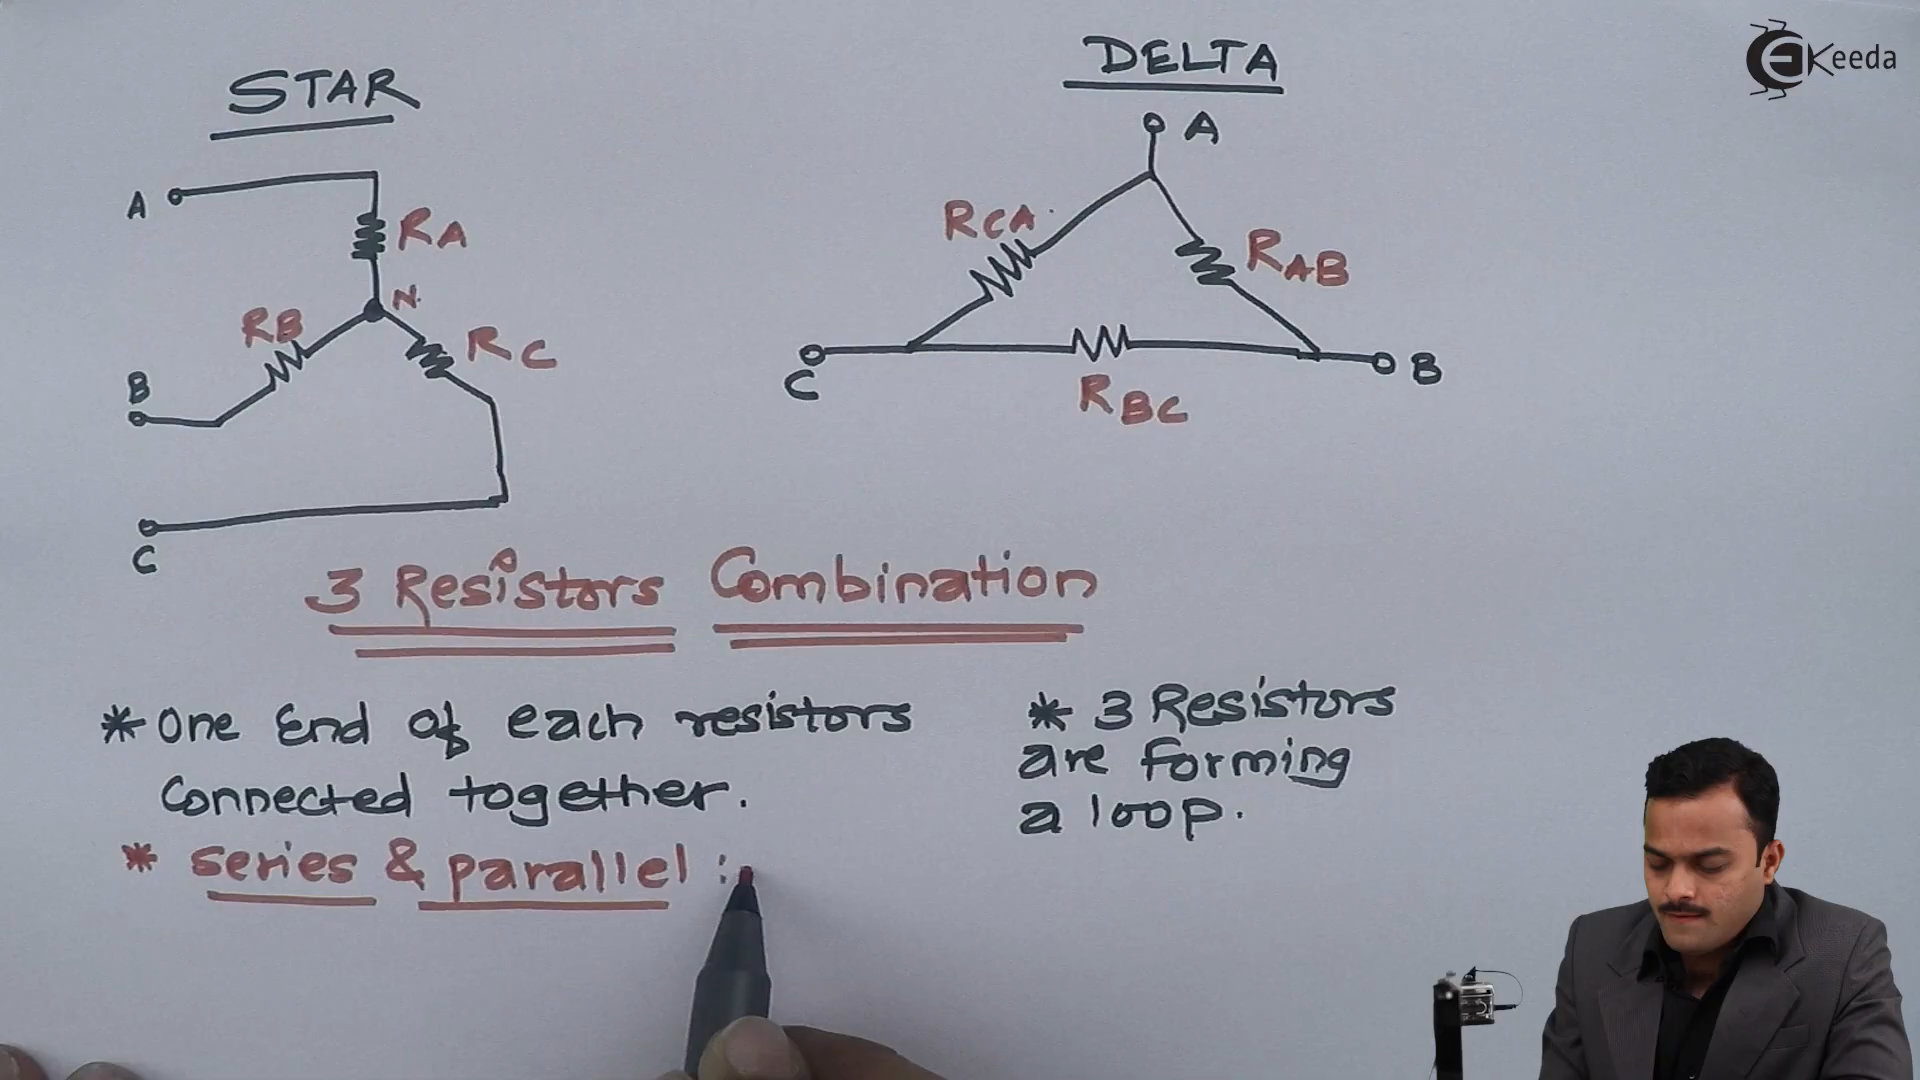 STAR
DELTA
EKeeda
A
RA
N.
RB
RC
B
C
A
RCA
RAB
C
B
RBC
3 Resistors Combination
* One End of each resistors
Connected together.
* series & parallel :
* 3 Resistors
are forming
a loop.